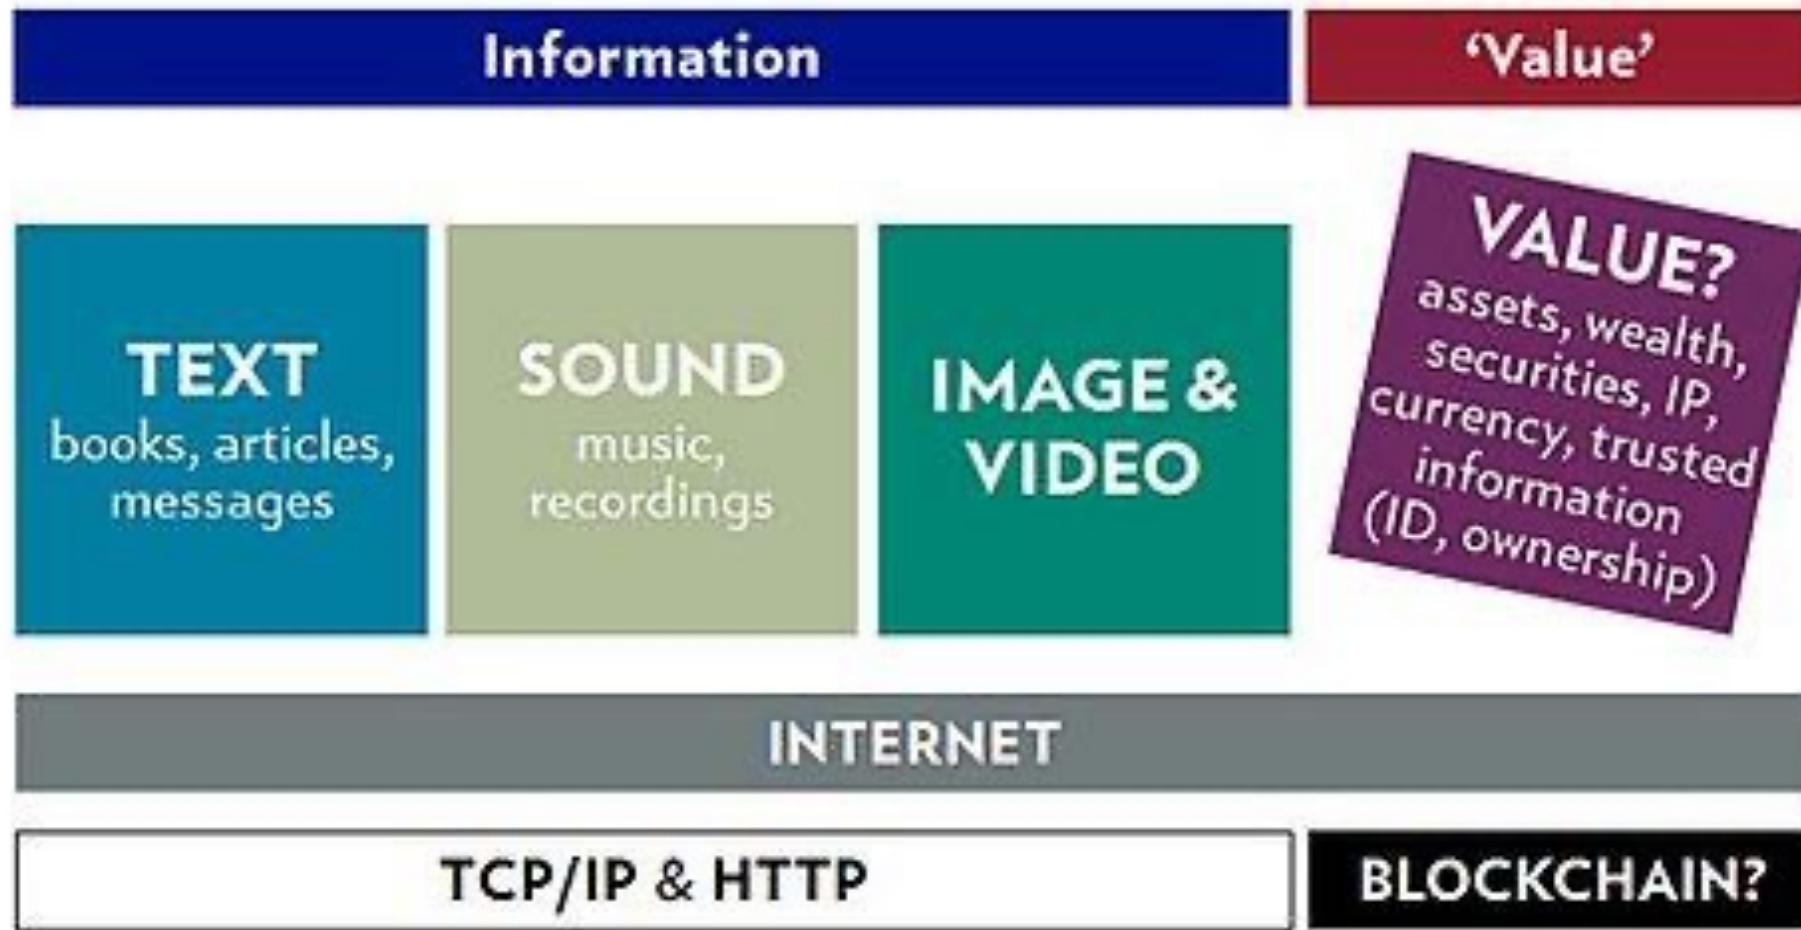 Information
‘Value’
TEXT
books, articles,
messages
SOUND
music,
recordings
IMAGE &
VIDEO
VALUE?
assets, wealth,
securities, IP,
currency, trusted
information
(ID, ownership)
INTERNET
TCP/IP & HTTP
BLOCKCHAIN?